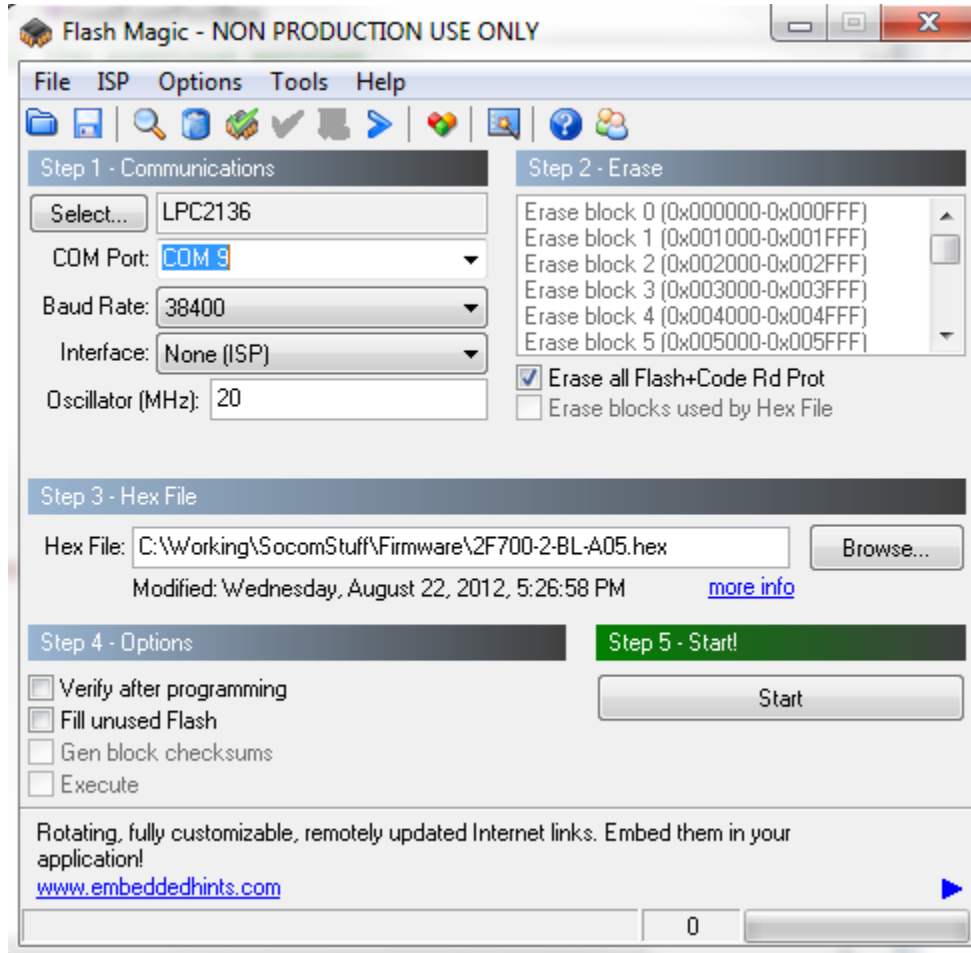 Flash Magic - NON PRODUCTION USE ONLY
File ISP Options Tools Help
Step 1 - Communications
Select... LPC2136
COM Port: COM 9
Baud Rate: 38400
Interface: None (ISP)
Oscillator (MHz): 20
Step 2 - Erase
Erase block 0 (0x000000-0x000FFF)
Erase block 1 (0x001000-0x001FFF)
Erase block 2 (0x002000-0x002FFF)
Erase block 3 (0x003000-0x003FFF)
Erase block 4 (0x004000-0x004FFF)
Erase block 5 (0x005000-0x005FFF)
Erase all Flash+Code Rd Prot
Erase blocks used by Hex File
Step 3 - Hex File
Hex File: C:\Working\SocomStuff\Firmware\2F700-2-BL-A05.hex Browse...
Modified: Wednesday, August 22, 2012, 5:26:58 PM more info
Step 4 - Options
Verify after programming
Fill unused Flash
Gen block checksums
Execute
Step 5 - Start!
Start
Rotating, fully customizable, remotely updated Internet links. Embed them in your
application!
www.embeddedhints.com
0